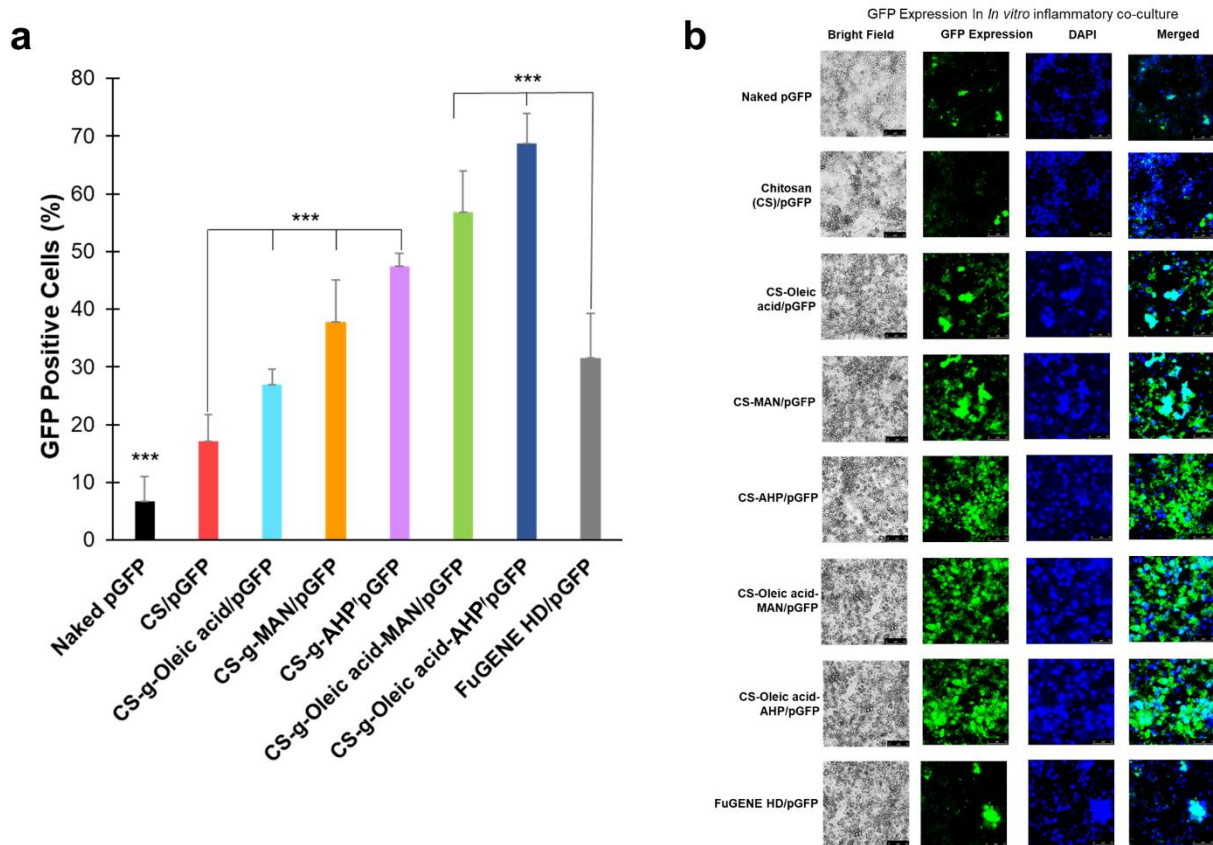 a
80
70
60
50
40
30
20
10
0
GFP Positive Cells (%)
***
***
***
Naked pGFP
CS/pGFP
CS-g-Oleic acid/pGFP
CS-g-MAN/pGFP
CS-g-AHP/pGFP
CS-g-Oleic acid-MAN/pGFP
CS-g-Oleic acid-AHP/pGFP
FuGENE HD/pGFP
b
GFP Expression In In vitro inflammatory co-culture
Bright Field GFP Expression DAPI Merged
Naked pGFP
Chitosan
(CS)/pGFP
CS-Oleic
acid/pGFP
CS-MAN/pGFP
CS-AHP/pGFP
CS-Oleic acid-
MAN/pGFP
CS-Oleic acid-
AHP/pGFP
FuGENE HD/pGFP